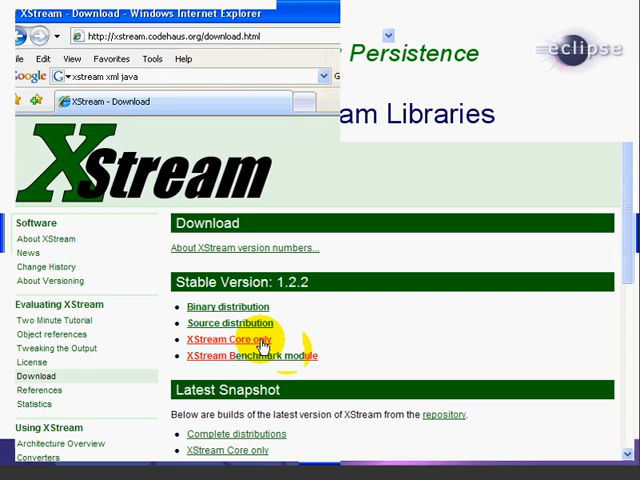 XStream - Download - Windows Internet Explorer
http://xstream.codehaus.org/download.html
Edit View Favorites Tools Help
Google G xstream xml java
XStream - Download
Persistence
eclipse
am Libraries
XStream
Software
About XStream
News
Change History
About Versioning
Evaluating XStream
Two Minute Tutorial
Object references
Tweaking the Output
License
Download
References
Statistics
Using XStream
Architecture Overview
Converters
Download
About XStream version numbers...
Stable Version: 1.2.2
Binary distribution
Source distribution
XStream Core only
XStream Benchmark module
Latest Snapshot
Below are builds of the latest version of XStream from the repository.
Complete distributions
XStream Core only